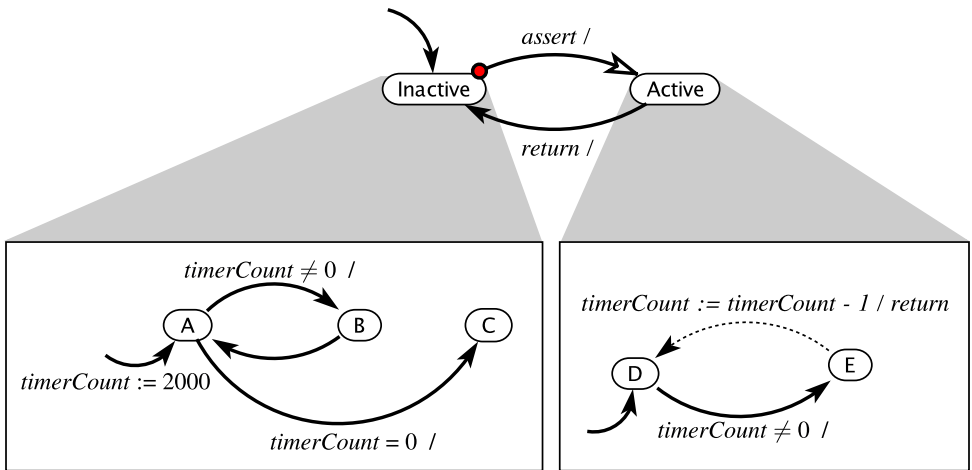 assert /
Inactive
Active
return /
timerCount ≠ 0 /
A
B
C
timerCount := 2000
timerCount = 0 /
timerCount := timerCount - 1 / return
D
E
timerCount ≠ 0 /